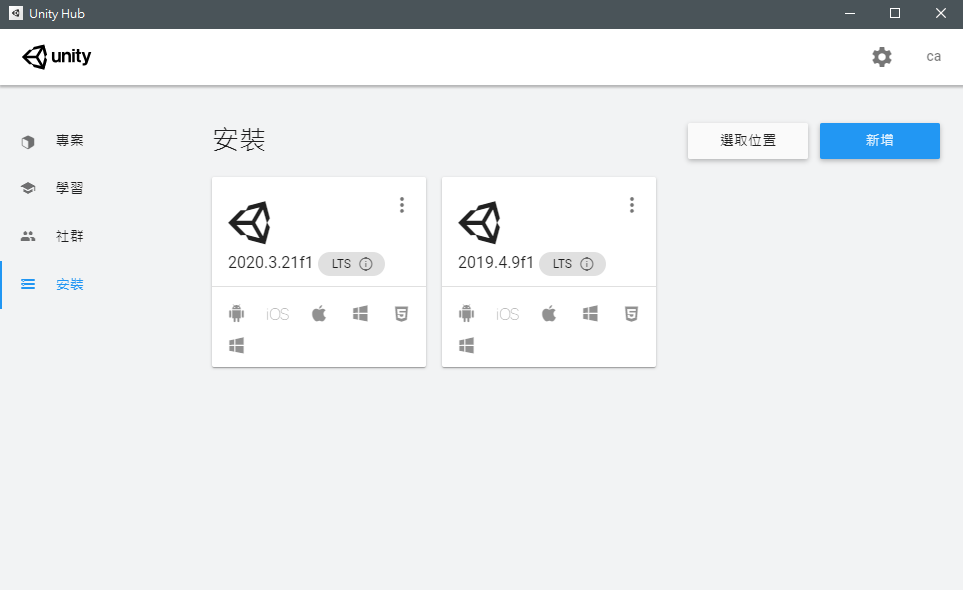 Unity Hub
unity
ca
專案
學習
社群
安裝
安裝
選取位置
新增
2020.3.21f1 LTS
iOS
2019.4.9f1 LTS
iOS